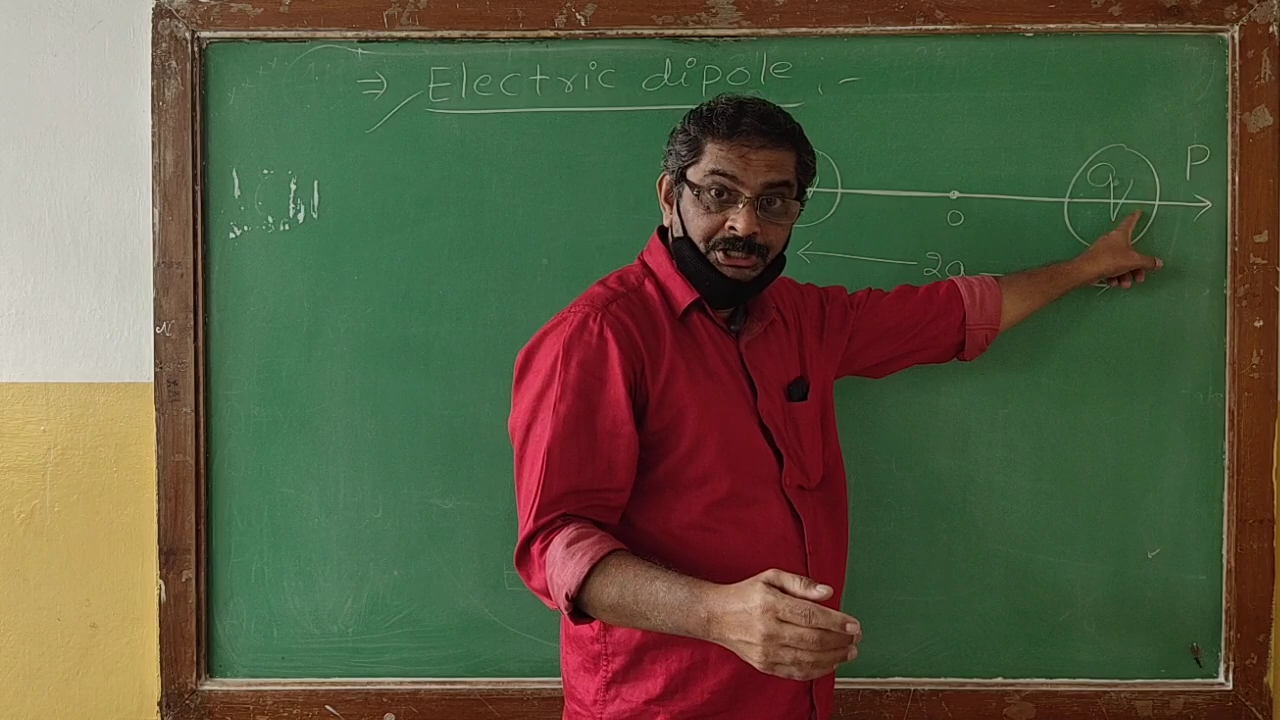 ⇒ Electric dipole :-
q P
O
2a